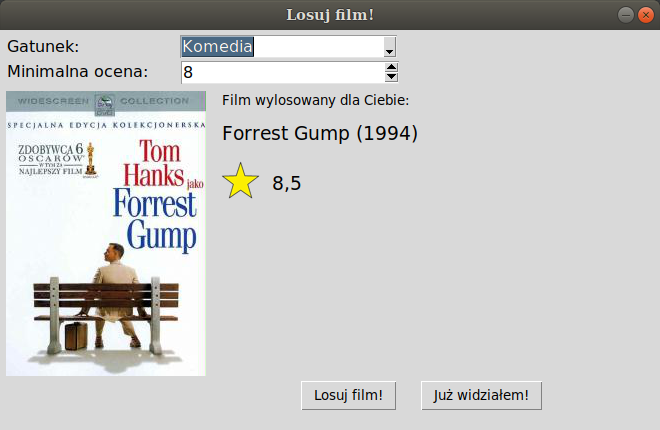 Losuj film!
Gatunek:
Komedia
Minimalna ocena:
8
WIDESCREEN COLLECTION
SPECJALNA EDYCJA KOLEKCJONERSKA
ZDOBYWCA 6
OSCARÓW
W TYM ZA
NAJLEPSZY FILM
Tom
Hanks jako
Forrest
Gump
Film wylosowany dla Ciebie:
Forrest Gump (1994)
8,5
Losuj film!
Już widziałem!